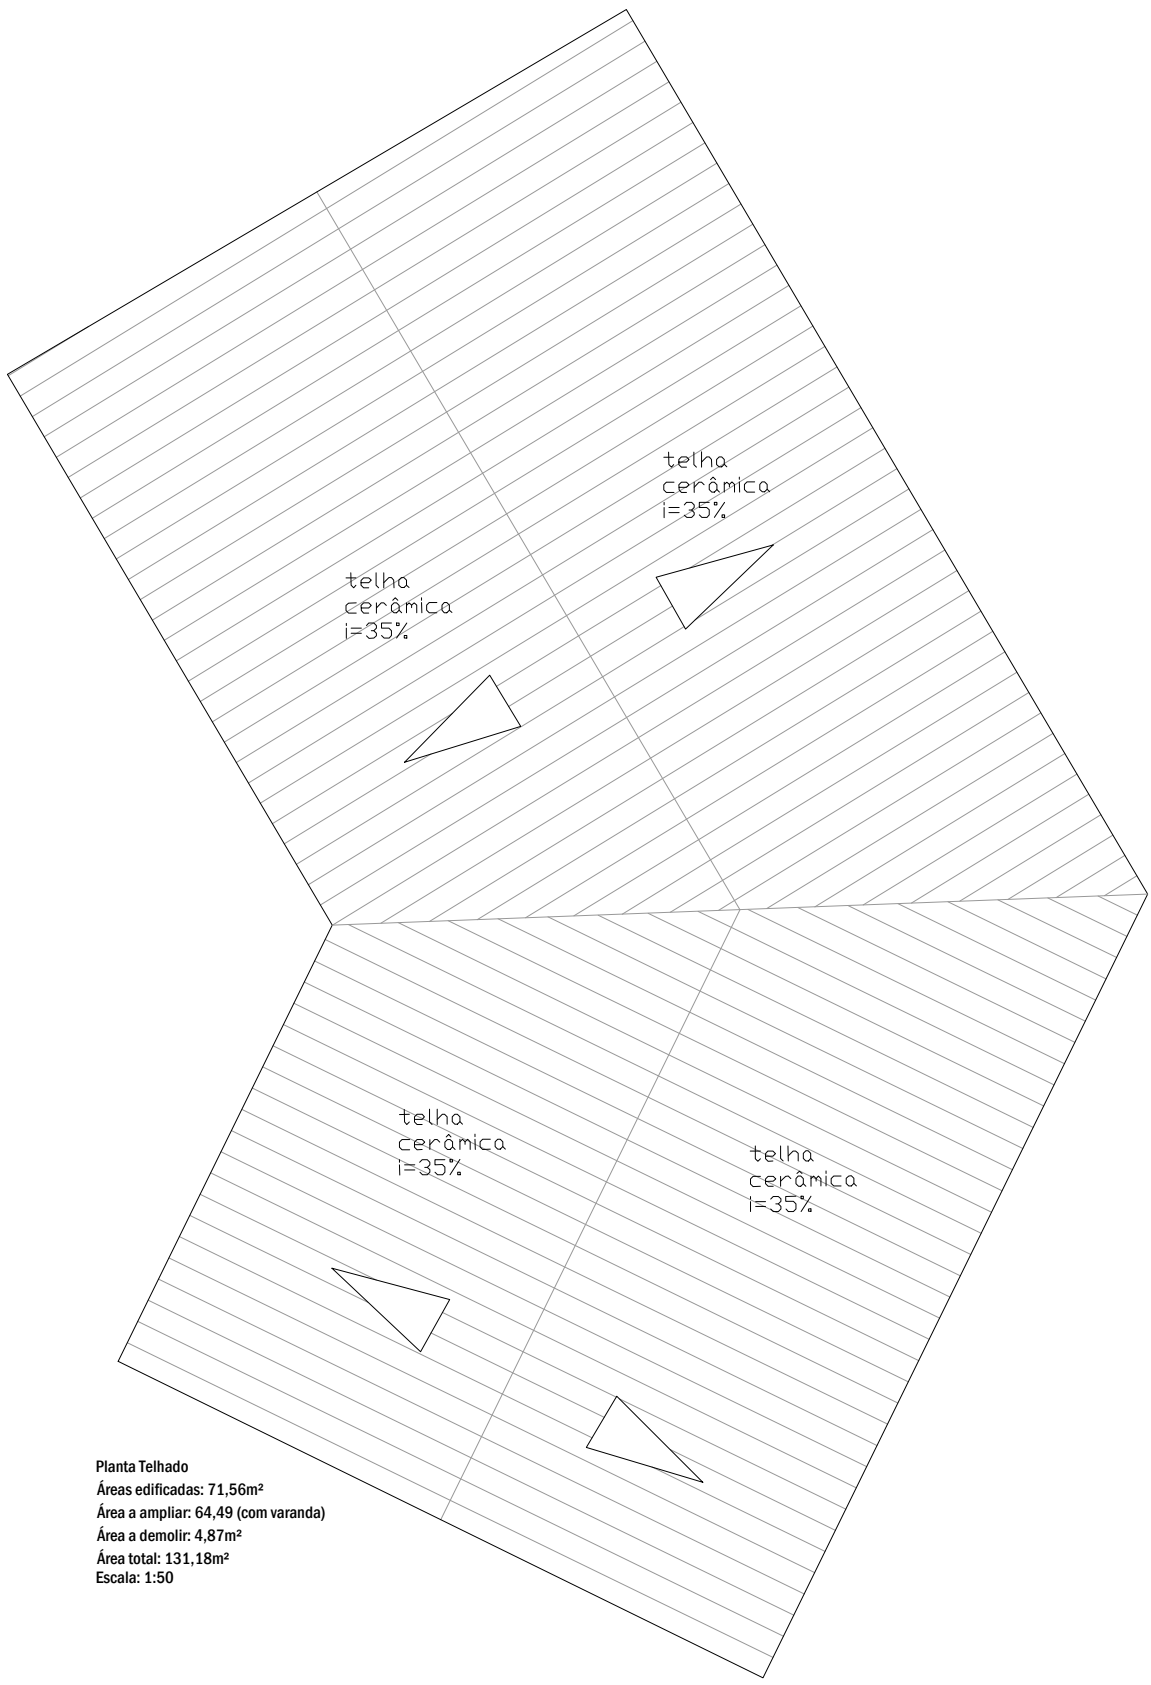 telha
cerâmica
i=35%
telha
cerâmica
i=35%
telha
cerâmica
i=35%
telha
cerâmica
i=35%
Planta Telhado
Áreas edificadas: 71,56m²
Área a ampliar: 64,49 (com varanda)
Área a demolir: 4,87m²
Área total: 131,18m²
Escala: 1:50